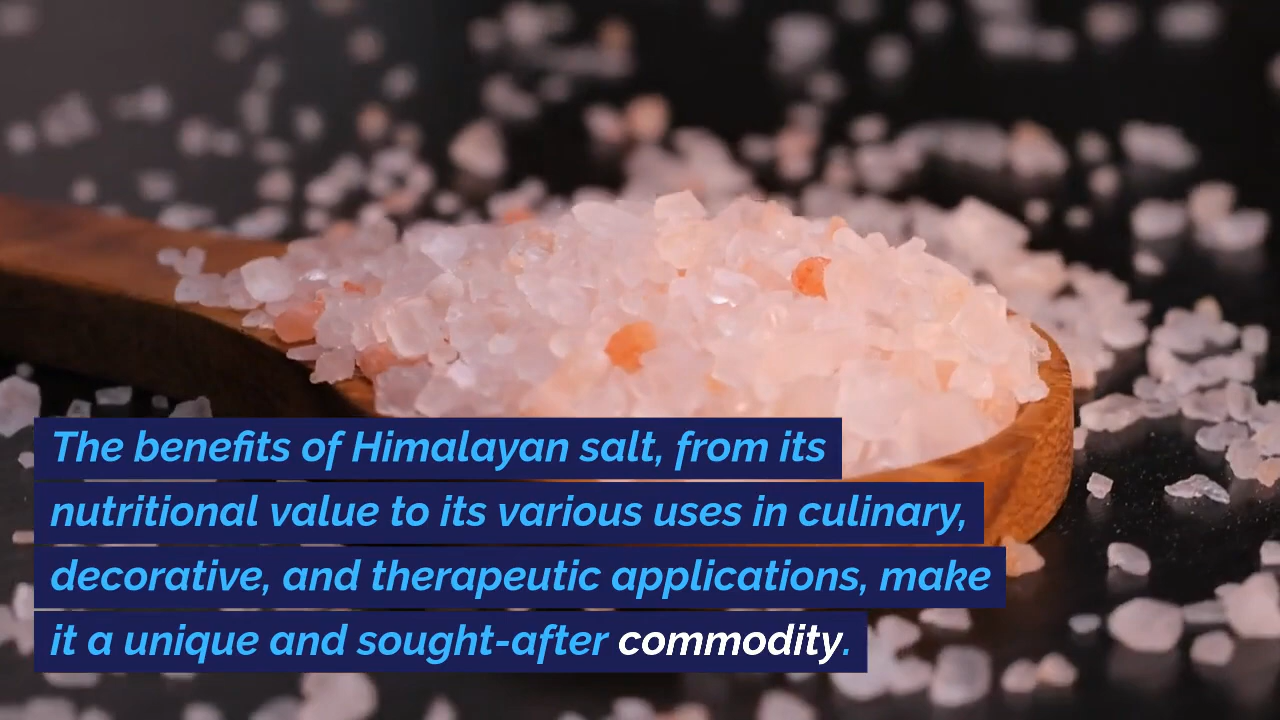 The benefits of Himalayan salt, from its
nutritional value to its various uses in culinary,
decorative, and therapeutic applications, make
it a unique and sought-after commodity.